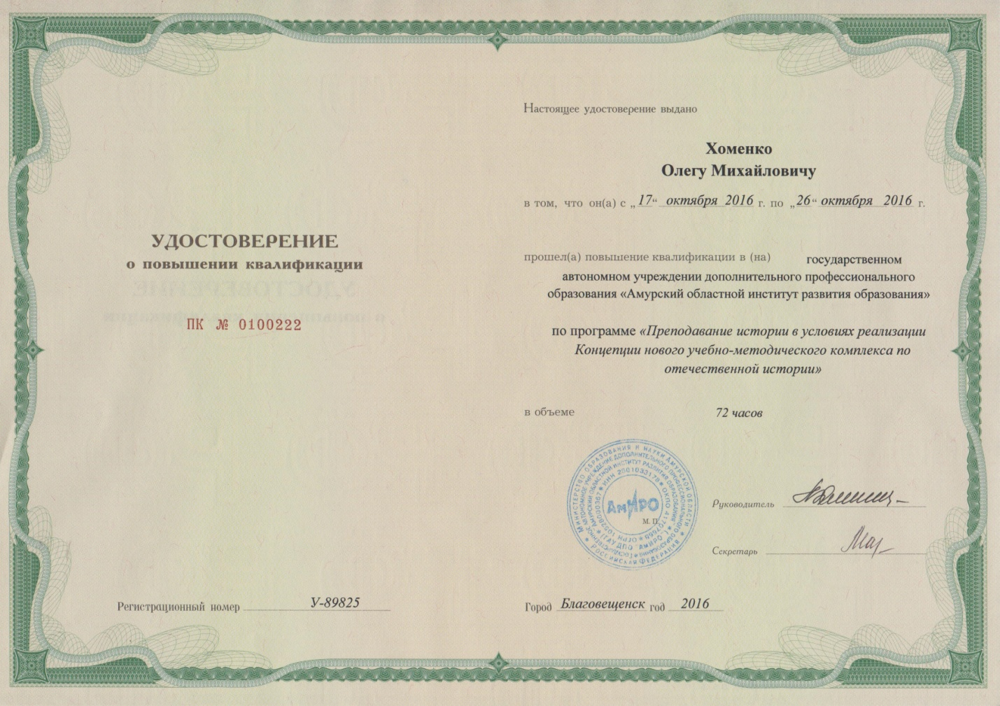 УДОСТОВЕРЕНИЕ
о повышении квалификации
ПК № 0100222
Регистрационный номер У-89825
Настоящее удостоверение выдано
Хоменко
Олегу Михайловичу
в том, что он(а) с „17“ октября 2016 г. по „26“ октября 2016 г.
прошел(а) повышение квалификации в (на) государственном
автономном учреждении дополнительного профессионального
образования «Амурский областной институт развития образования»
по программе «Преподавание истории в условиях реализации
Концепции нового учебно-методического комплекса по
отечественной истории»
в объеме 72 часов
МИНИСТЕРСТВО ОБРАЗОВАНИЯ И НАУКИ АМУРСКОЙ ОБЛАСТИ
РОССИЙСКАЯ ФЕДЕРАЦИЯ
АмИРО
М. П.
Руководитель
Секретарь
Город Благовещенск год 2016